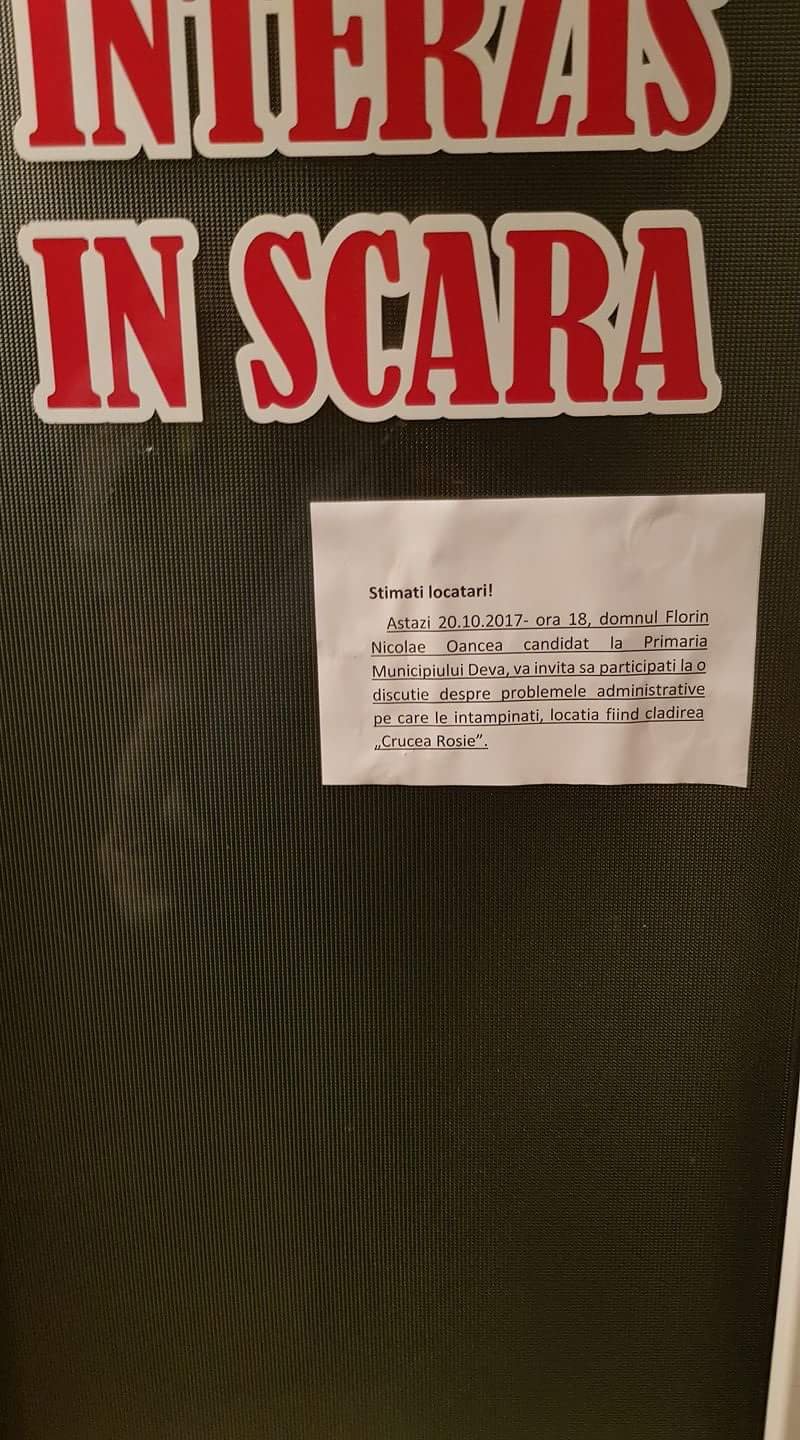 INTERZIS
IN SCARA
Stimati locatari!
Astazi 20.10.2017- ora 18, domnul Florin
Nicolae Oancea candidat la Primaria
Municipiului Deva, va invita sa participati la o
discutie despre problemele administrative
pe care le intampinati, locatia fiind cladirea
„Crucea Rosie”.